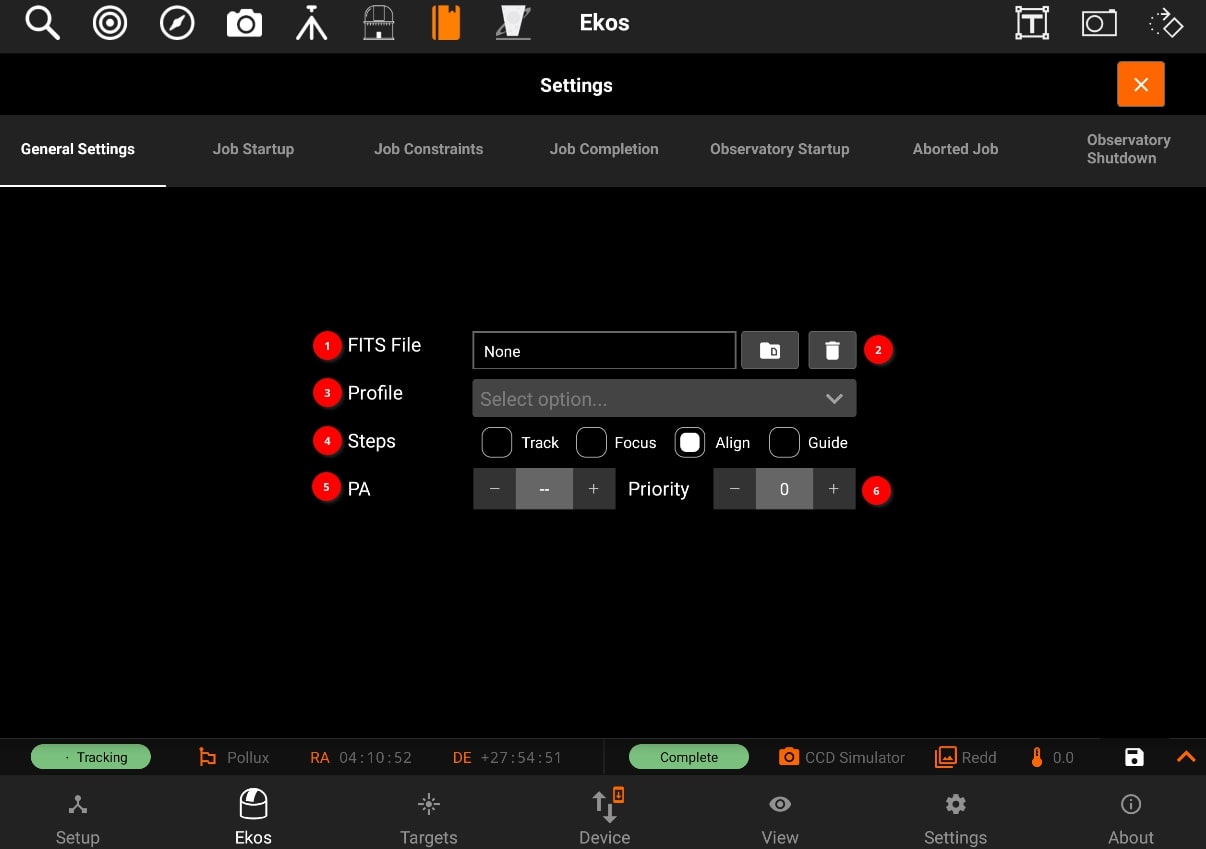 Ekos
Settings
General Settings
Job Startup
Job Constraints
Job Completion
Observatory Startup
Aborted Job
Observatory
Shutdown
1 FITS File None 2
3 Profile Select option...
4 Steps Track Focus Align Guide
5 PA − -- + Priority − 0 + 6
· Tracking Pollux RA 04:10:52 DE +27:54:51 Complete CCD Simulator Redd 0.0
Setup Ekos Targets Device View Settings About